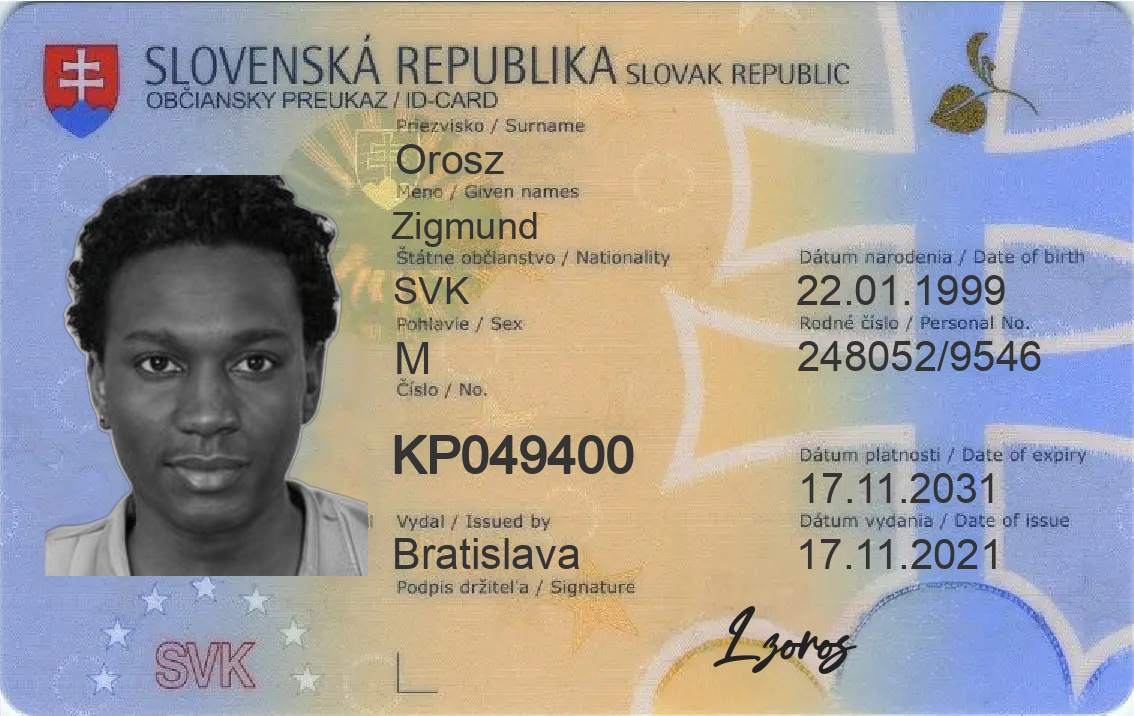 SLOVENSKÁ REPUBLIKA SLOVAK REPUBLIC
OBČIANSKY PREUKAZ / ID-CARD
Priezvisko / Surname
Orosz
Meno / Given names
Zigmund
Štátne občianstvo / Nationality
SVK
Dátum narodenia / Date of birth
22.01.1999
Pohlavie / Sex
M
Rodné číslo / Personal No.
248052/9546
Číslo / No.
KP049400
Dátum platnosti / Date of expiry
17.11.2031
Vydal / Issued by
Bratislava
Dátum vydania / Date of issue
17.11.2021
Podpis držiteľa / Signature
Lzoros
SVK